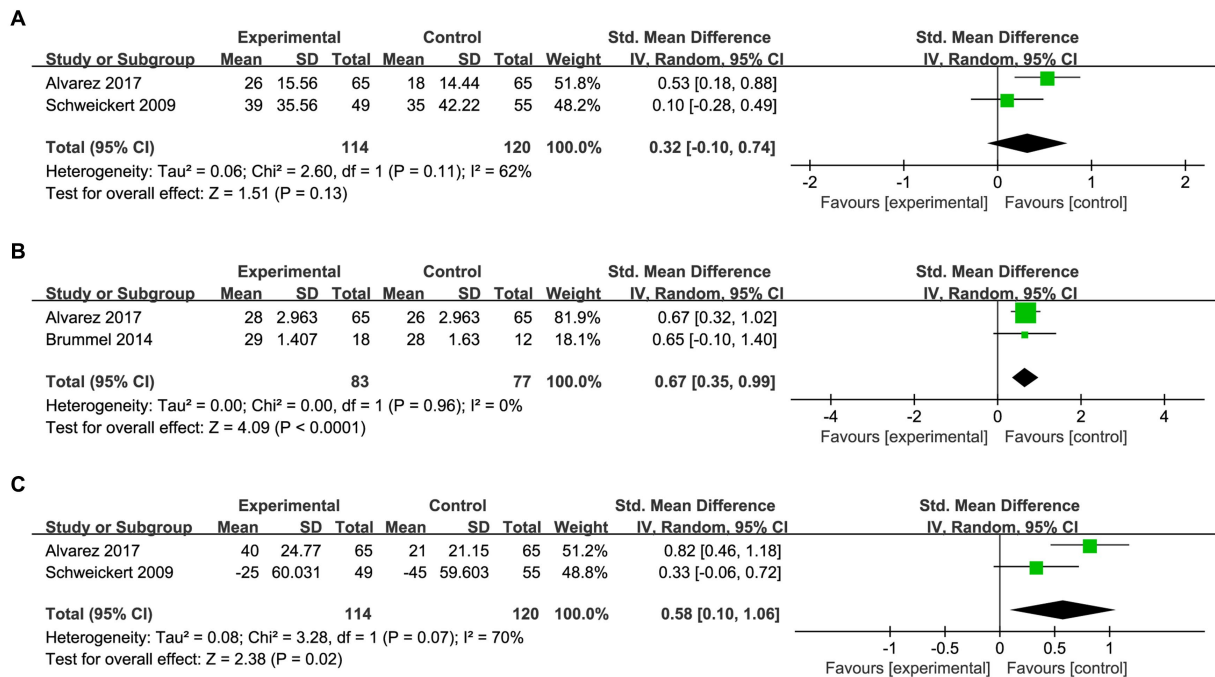 A
Experimental Control Std. Mean Difference Std. Mean Difference
Study or Subgroup Mean SD Total Mean SD Total Weight IV, Random, 95% CI IV, Random, 95% CI
Alvarez 2017 26 15.56 65 18 14.44 65 51.8% 0.53 [0.18, 0.88]
Schweickert 2009 39 35.56 49 35 42.22 55 48.2% 0.10 [-0.28, 0.49]
Total (95% CI) 114 120 100.0% 0.32 [-0.10, 0.74]
Heterogeneity: Tau² = 0.06; Chi² = 2.60, df = 1 (P = 0.11); I² = 62%
Test for overall effect: Z = 1.51 (P = 0.13)
-2 -1 0 1 2
Favours [experimental] Favours [control]
B
Experimental Control Std. Mean Difference Std. Mean Difference
Study or Subgroup Mean SD Total Mean SD Total Weight IV, Random, 95% CI IV, Random, 95% CI
Alvarez 2017 28 2.963 65 26 2.963 65 81.9% 0.67 [0.32, 1.02]
Brummel 2014 29 1.407 18 28 1.63 12 18.1% 0.65 [-0.10, 1.40]
Total (95% CI) 83 77 100.0% 0.67 [0.35, 0.99]
Heterogeneity: Tau² = 0.00; Chi² = 0.00, df = 1 (P = 0.96); I² = 0%
Test for overall effect: Z = 4.09 (P < 0.0001)
-4 -2 0 2 4
Favours [experimental] Favours [control]
C
Experimental Control Std. Mean Difference Std. Mean Difference
Study or Subgroup Mean SD Total Mean SD Total Weight IV, Random, 95% CI IV, Random, 95% CI
Alvarez 2017 40 24.77 65 21 21.15 65 51.2% 0.82 [0.46, 1.18]
Schweickert 2009 -25 60.031 49 -45 59.603 55 48.8% 0.33 [-0.06, 0.72]
Total (95% CI) 114 120 100.0% 0.58 [0.10, 1.06]
Heterogeneity: Tau² = 0.08; Chi² = 3.28, df = 1 (P = 0.07); I² = 70%
Test for overall effect: Z = 2.38 (P = 0.02)
-1 -0.5 0 0.5 1
Favours [experimental] Favours [control]